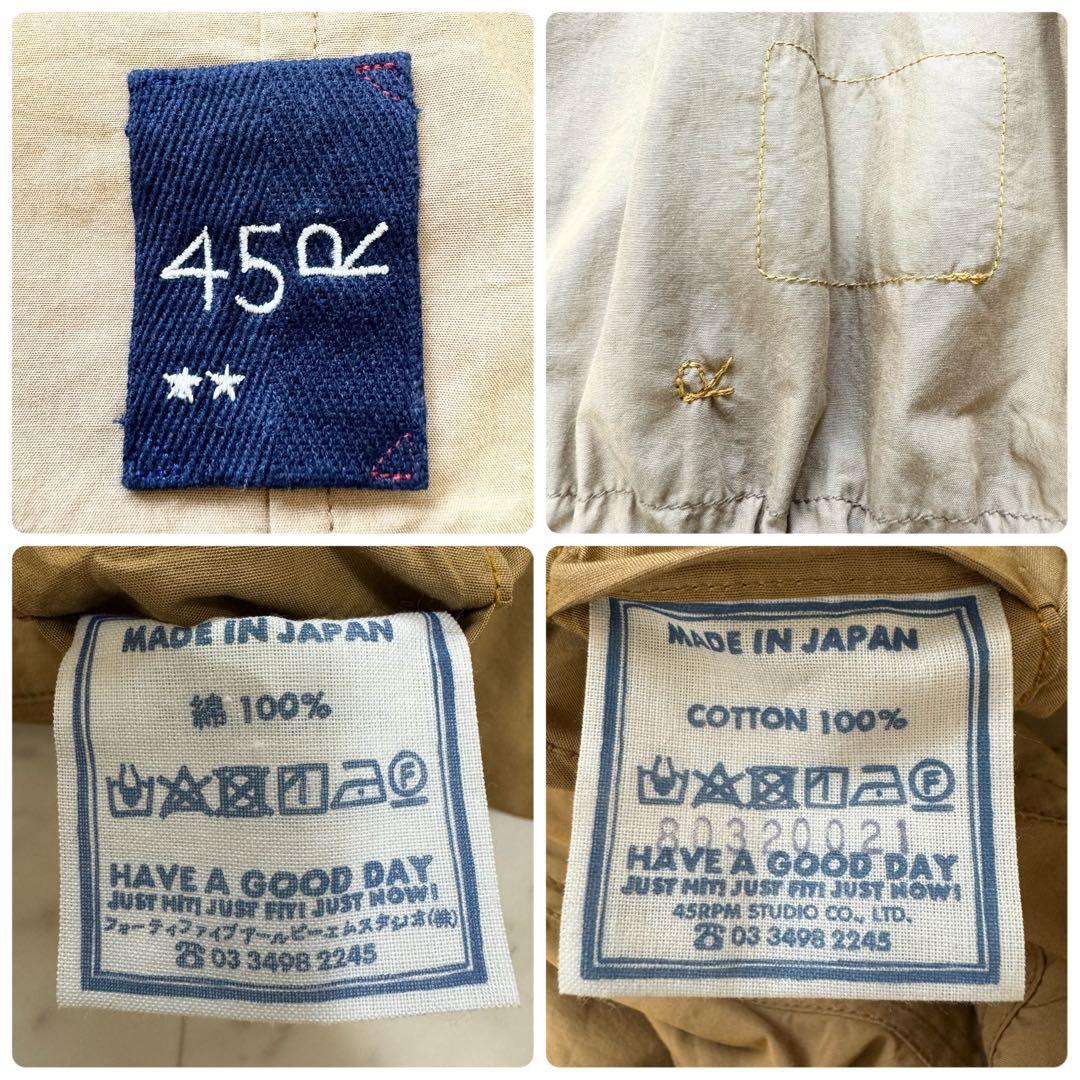 45R
R
MADE IN JAPAN
綿 100%
F
HAVE A GOOD DAY
JUST HIT! JUST FIT! JUST NOW!
フォーティファイブアールピーエムスタジオ(株)
☎ 03 3498 2245
MADE IN JAPAN
COTTON 100%
F
80320021
HAVE A GOOD DAY
JUST HIT! JUST FIT! JUST NOW!
45RPM STUDIO CO., LTD.
☎ 03 3498 2245